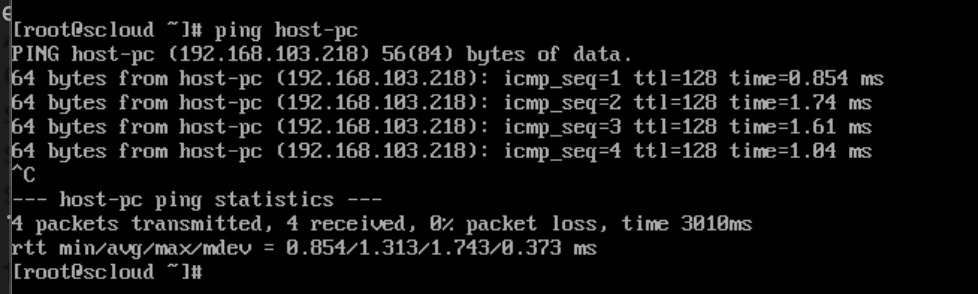 [root@scloud ~]# ping host-pc
PING host-pc (192.168.103.218) 56(84) bytes of data.
64 bytes from host-pc (192.168.103.218): icmp_seq=1 ttl=128 time=0.854 ms
64 bytes from host-pc (192.168.103.218): icmp_seq=2 ttl=128 time=1.74 ms
64 bytes from host-pc (192.168.103.218): icmp_seq=3 ttl=128 time=1.61 ms
64 bytes from host-pc (192.168.103.218): icmp_seq=4 ttl=128 time=1.04 ms
^C
--- host-pc ping statistics ---
4 packets transmitted, 4 received, 0% packet loss, time 3010ms
rtt min/avg/max/mdev = 0.854/1.313/1.743/0.373 ms
[root@scloud ~]#